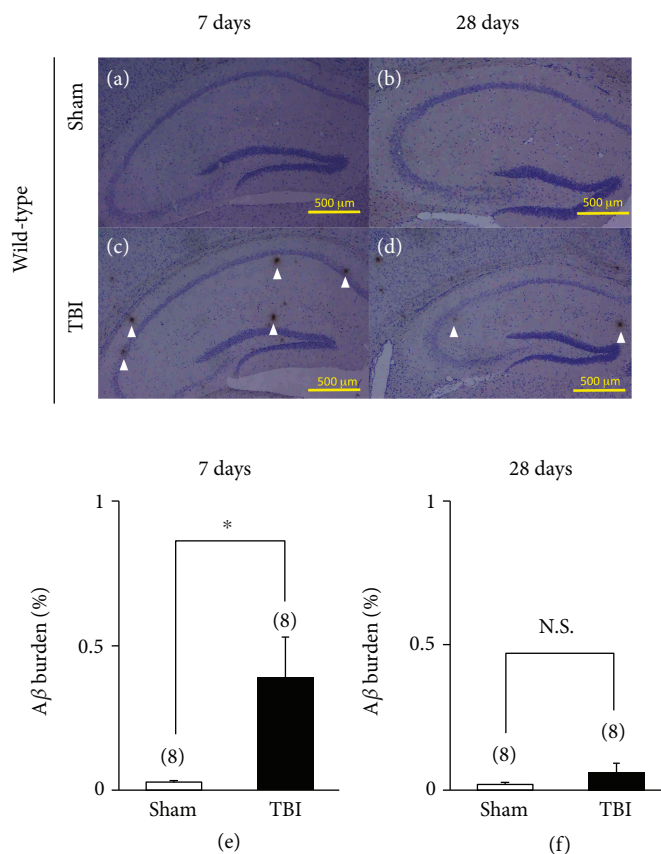 7 days
28 days
Wild-type
Sham
TBI
(a)
(b)
500 μm
500 μm
(c)
(d)
500 μm
500 μm
7 days
Aβ burden (%)
1
0.5
0
*
(8)
(8)
Sham
TBI
(e)
28 days
Aβ burden (%)
1
0.5
0
N.S.
(8)
(8)
Sham
TBI
(f)